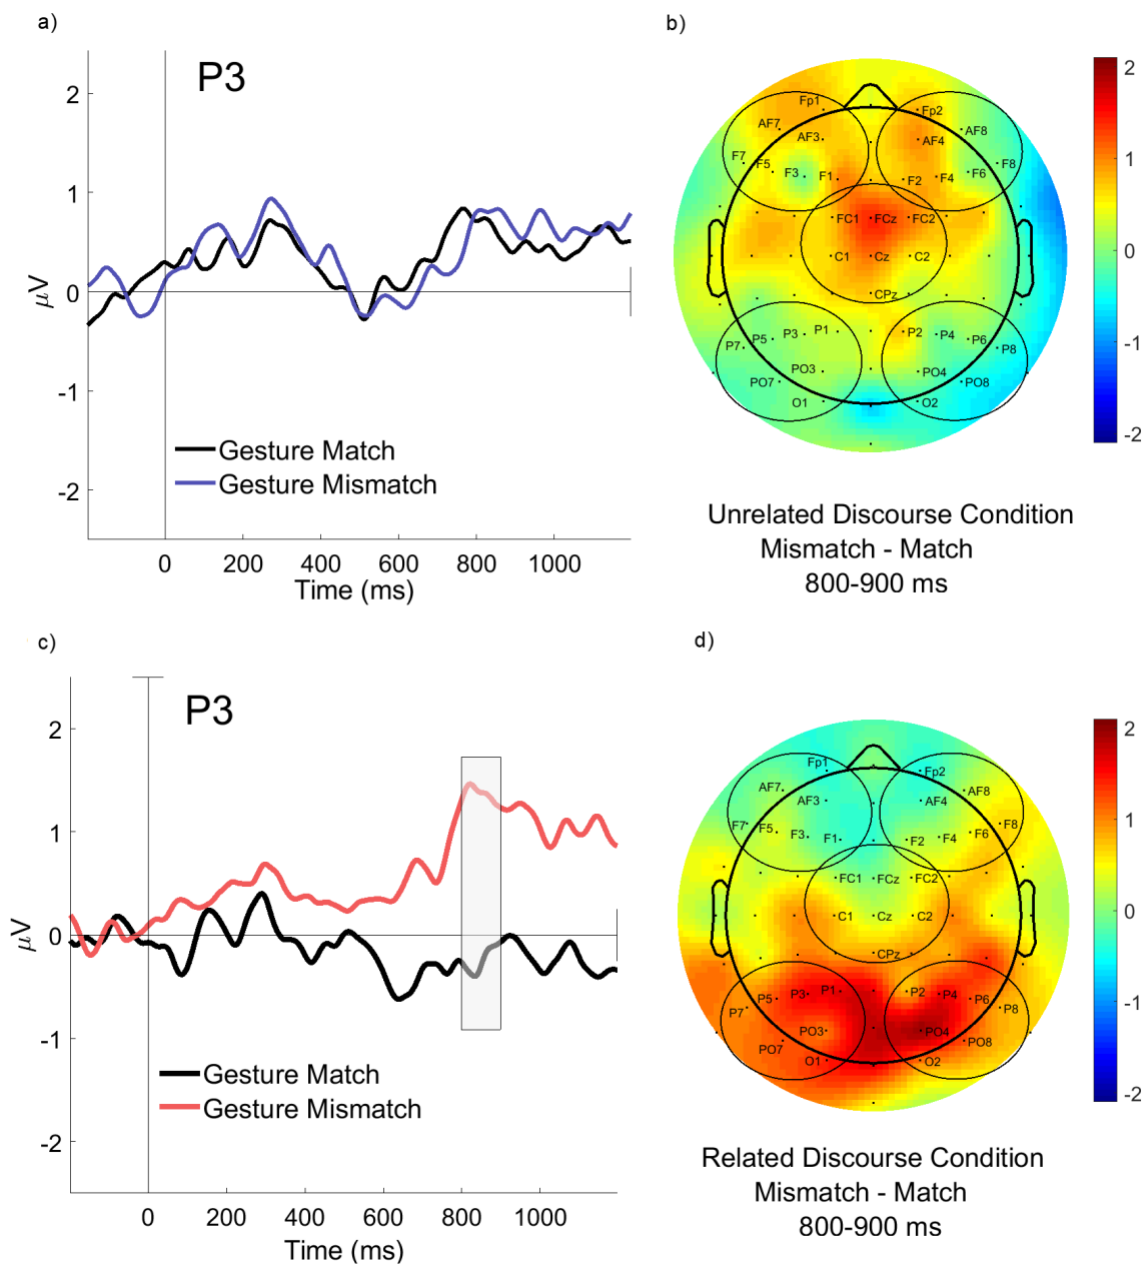 a)
P3
2
1
0
-1
-2
μV
Gesture Match
Gesture Mismatch
0 200 400 600 800 1000
Time (ms)
b)
Fp1 Fp2
AF7 AF3 AF4 AF8
F7 F5 F3 F1 F2 F4 F6 F8
FC1 FCz FC2
C1 Cz C2
CPz
P7 P5 P3 P1 P2 P4 P6 P8
PO7 PO3 PO4 PO8
O1 O2
2
1
0
-1
-2
Unrelated Discourse Condition
Mismatch - Match
800-900 ms
c)
P3
2
1
0
-1
-2
μV
Gesture Match
Gesture Mismatch
0 200 400 600 800 1000
Time (ms)
d)
Fp1 Fp2
AF7 AF3 AF4 AF8
F7 F5 F3 F1 F2 F4 F6 F8
FC1 FCz FC2
C1 Cz C2
CPz
P7 P5 P3 P1 P2 P4 P6 P8
PO7 PO3 PO4 PO8
O1 O2
2
1
0
-1
-2
Related Discourse Condition
Mismatch - Match
800-900 ms